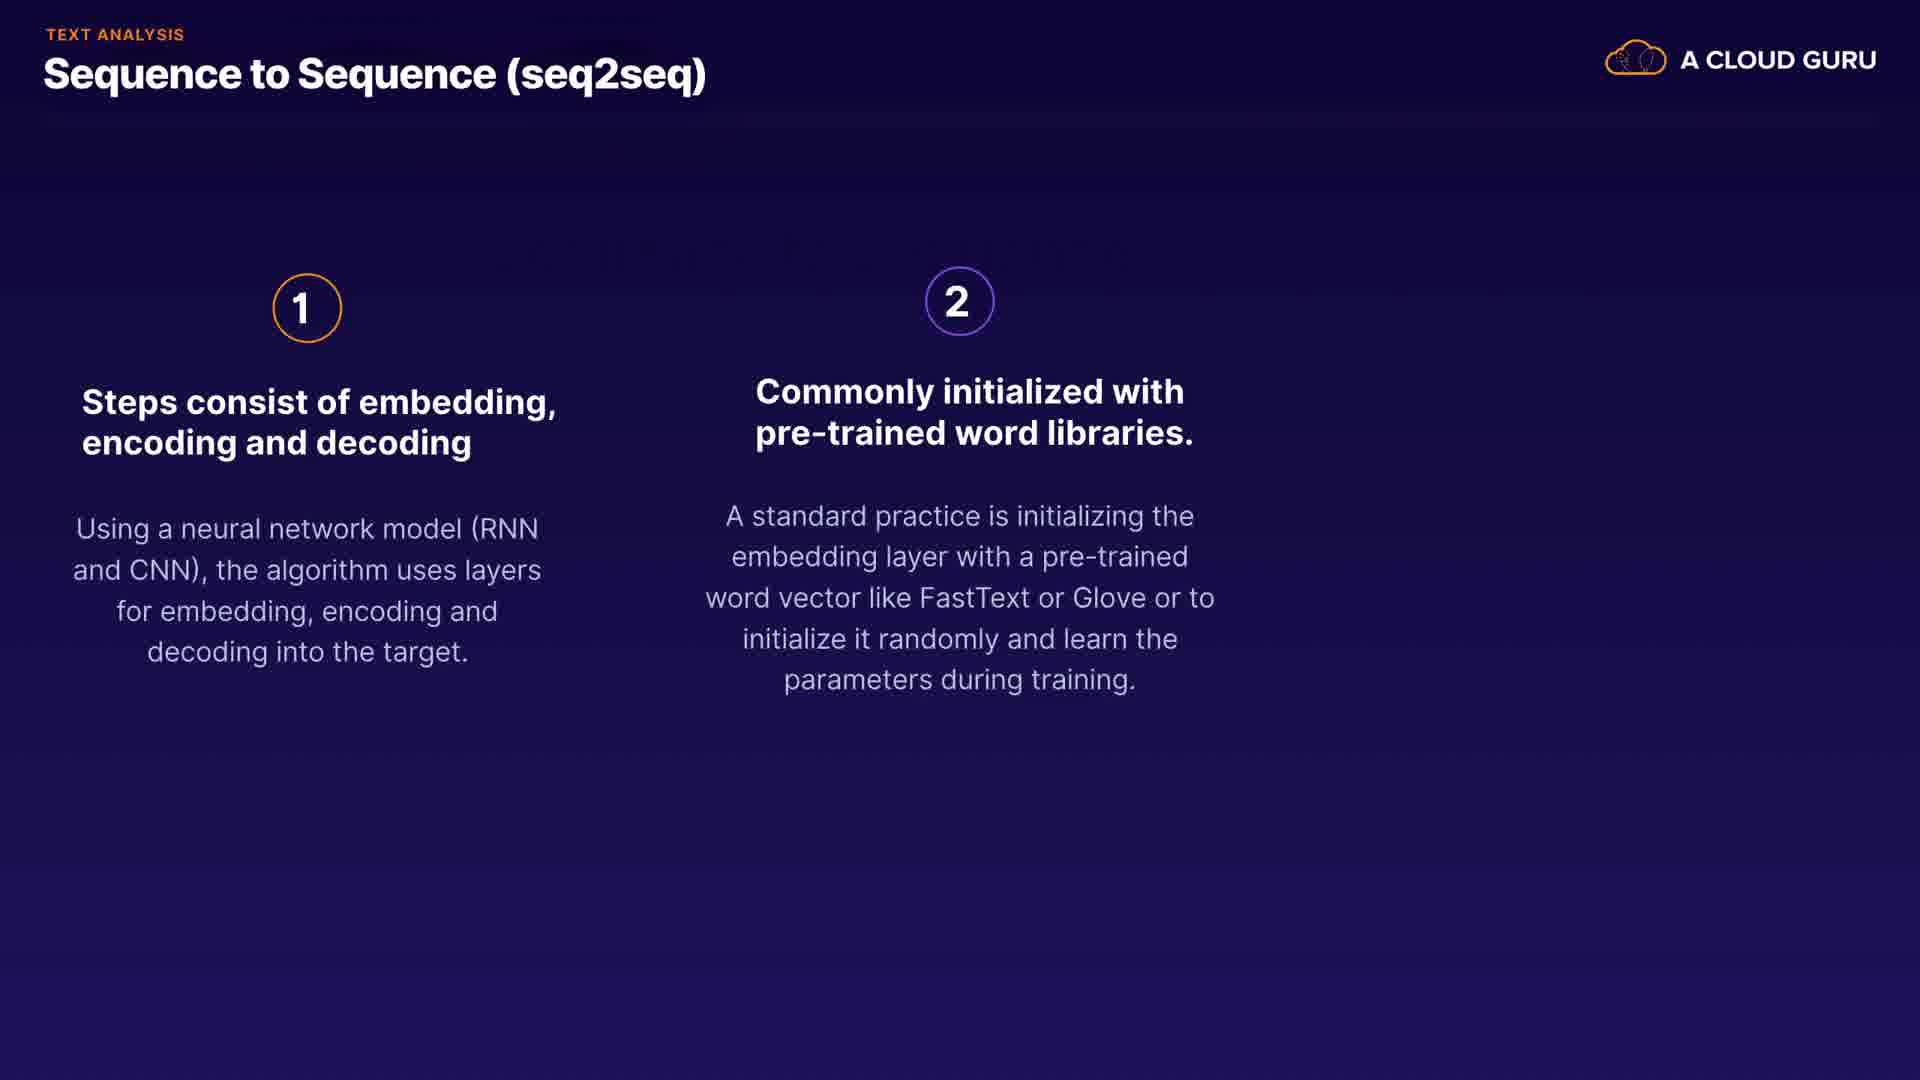 TEXT ANALYSIS
Sequence to Sequence (seq2seq)
A CLOUD GURU
1
Steps consist of embedding,
encoding and decoding
Using a neural network model (RNN
and CNN), the algorithm uses layers
for embedding, encoding and
decoding into the target.
2
Commonly initialized with
pre-trained word libraries.
A standard practice is initializing the
embedding layer with a pre-trained
word vector like FastText or Glove or to
initialize it randomly and learn the
parameters during training.